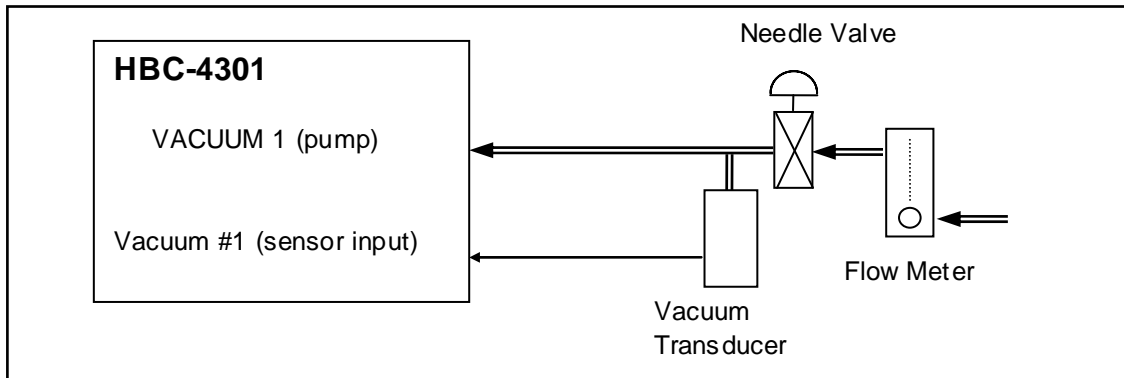 Needle Valve
HBC-4301
VACUUM 1 (pump)
Vacuum #1 (sensor input)
Flow Meter
Vacuum
Transducer